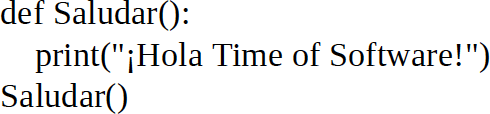 def Saludar():
    print("¡Hola Time of Software!")
Saludar()